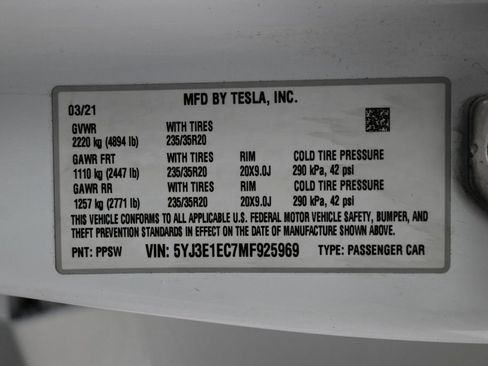 MFD BY TESLA, INC.
03/21
GVWR WITH TIRES
2220 kg (4894 lb) 235/35R20
GAWR FRT WITH TIRES RIM COLD TIRE PRESSURE
1110 kg (2447 lb) 235/35R20 20X9.0J 290 kPa, 42 psi
GAWR RR WITH TIRES RIM COLD TIRE PRESSURE
1257 kg (2771 lb) 235/35R20 20X9.0J 290 kPa, 42 psi
THIS VEHICLE CONFORMS TO ALL APPLICABLE U.S. FEDERAL MOTOR VEHICLE SAFETY, BUMPER, AND
THEFT PREVENTION STANDARDS IN EFFECT ON THE DATE OF MANUFACTURE SHOWN ABOVE.
PNT: PPSW VIN: 5YJ3E1EC7MF925969 TYPE: PASSENGER CAR